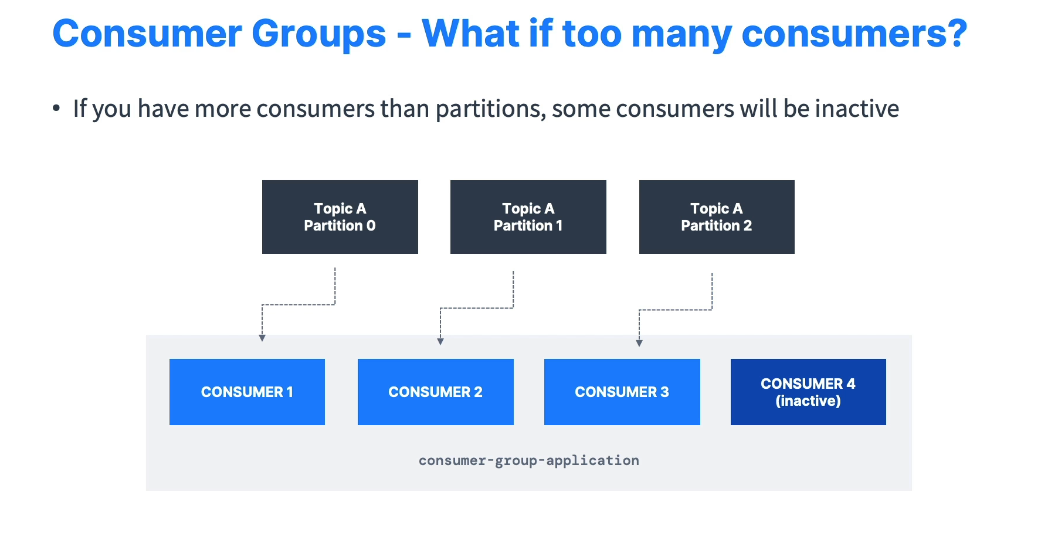 Consumer Groups - What if too many consumers?
• If you have more consumers than partitions, some consumers will be inactive
Topic A
Partition 0
Topic A
Partition 1
Topic A
Partition 2
CONSUMER 1
CONSUMER 2
CONSUMER 3
CONSUMER 4
(inactive)
consumer-group-application